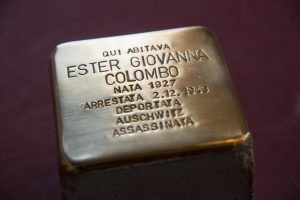 QUI ABITAVA
ESTER GIOVANNA
COLOMBO
NATA 1927
ARRESTATA 2.12.1943
DEPORTATA
AUSCHWITZ
ASSASSINATA